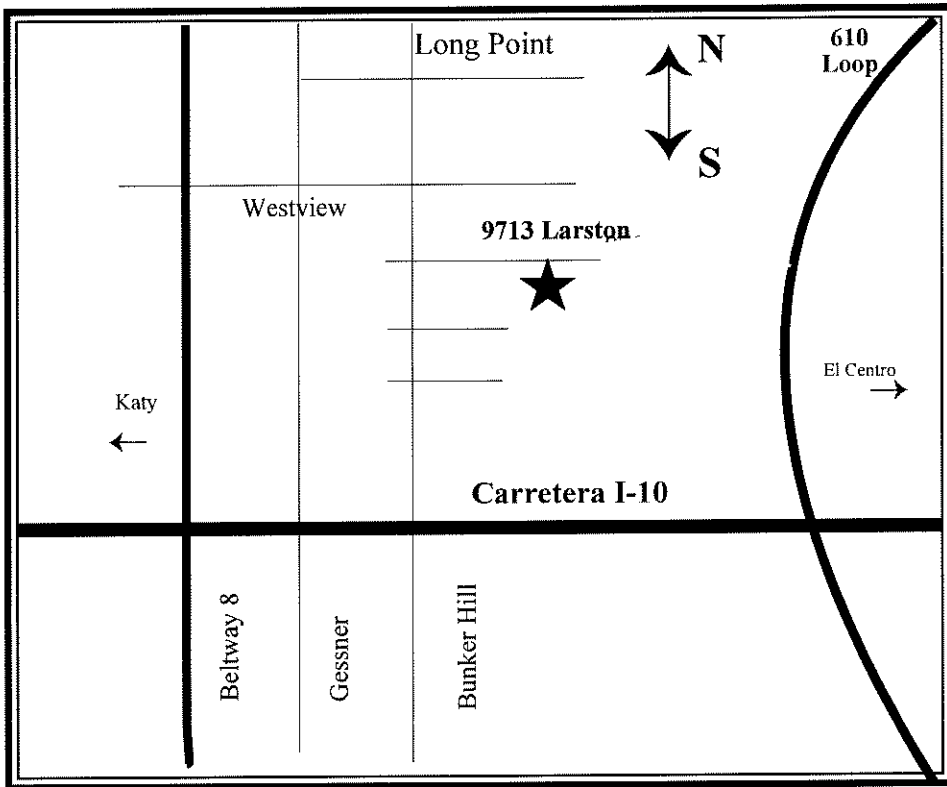 Long Point
N
610
Loop
S
Westview
9713 Larston
El Centro
Katy
Carretera I-10
Beltway 8
Gessner
Bunker Hill